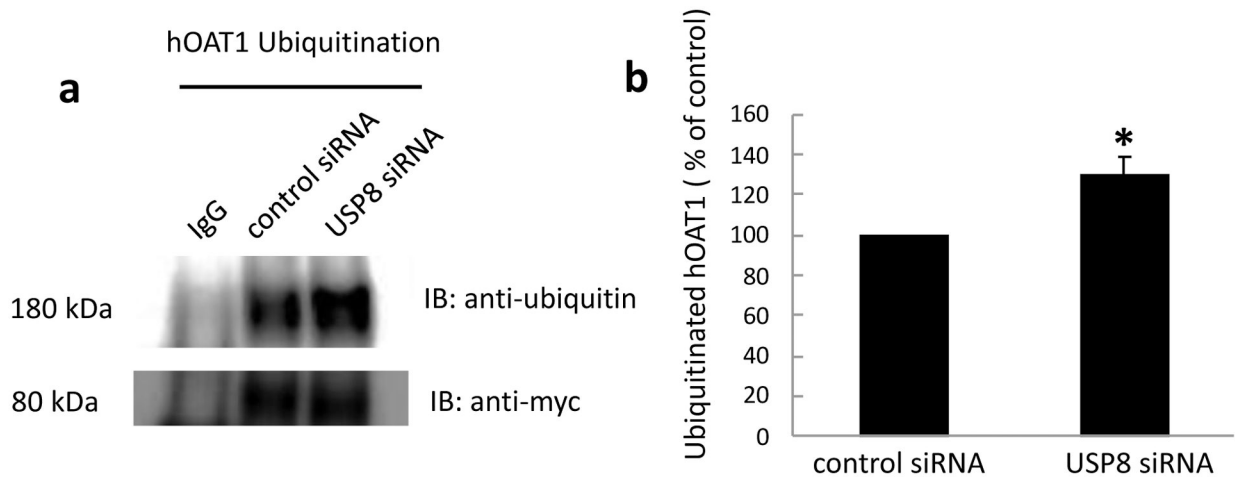 hOAT1 Ubiquitination
a
IgG
control siRNA
USP8 siRNA
180 kDa
IB: anti-ubiquitin
80 kDa
IB: anti-myc
b
Ubiquitinated hOAT1 ( % of control)
160
140
120
100
80
60
40
20
0
*
control siRNA
USP8 siRNA